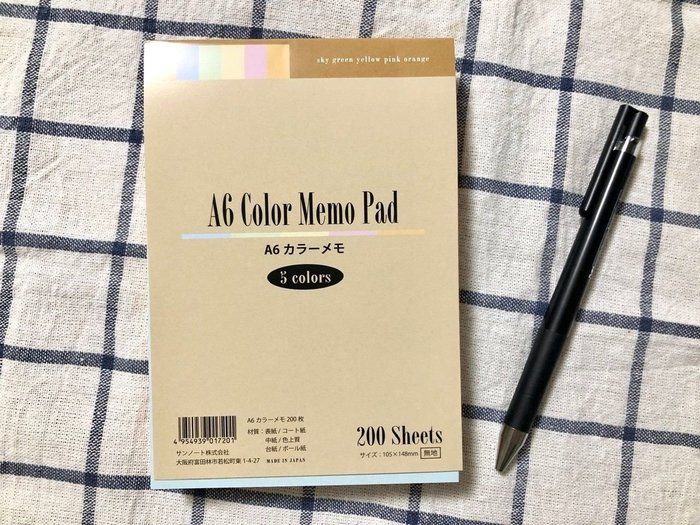 sky green yellow pink orange
A6 Color Memo Pad
A6 カラーメモ
5 colors
A6 カラーメモ 200 枚
材質：表紙 / コート紙
中紙 / 色上質
台紙 / ボール紙
4 954939 017201
サンノート株式会社
大阪府富田林市若松町東 1-4-27
MADE IN JAPAN
200 Sheets
サイズ：105×148mm 無地